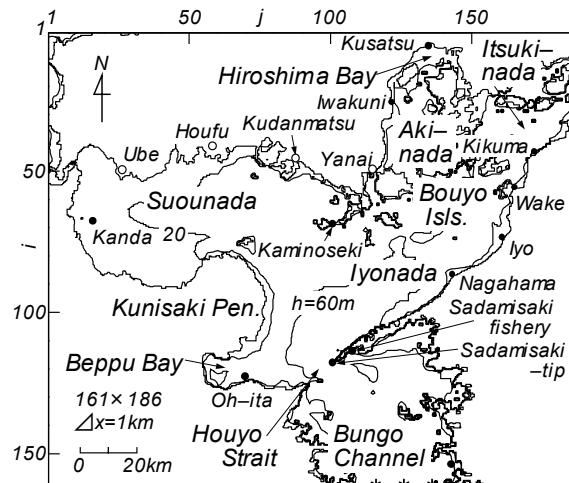 1
50
j
100
150
1
Kusatsu
Itsuki–
nada
N
Hiroshima Bay
Iwakuni
Houfu
Kudanmatsu
Aki–
nada
Kikuma
Ube
Yanai
50
Bouyo
Isls.
Wake
Suounada
Kanda
20
Kaminoseki
Iyo
i
Iyonada
Nagahama
Kunisaki Pen.
h=60m
Sadamisaki
fishery
100
Beppu Bay
Sadamisaki
–tip
161×186
Oh–ita
⊿x=1km
Houyo
Strait
Bungo
Channel
0
20km
150